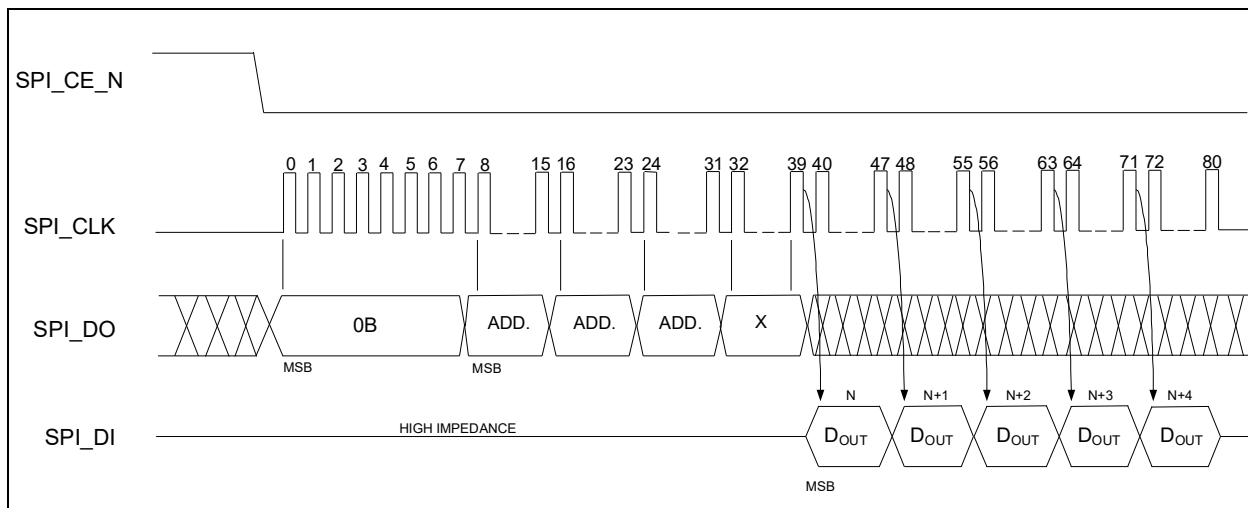 SPI_CE_N
0 1 2 3 4 5 6 7 8 15 16 23 24 31 32 39 40 47 48 55 56 63 64 71 72 80
SPI_CLK
SPI_DO
0B ADD. ADD. ADD. X
MSB MSB
N N+1 N+2 N+3 N+4
SPI_DI
HIGH IMPEDANCE
DOUT DOUT DOUT DOUT DOUT
MSB